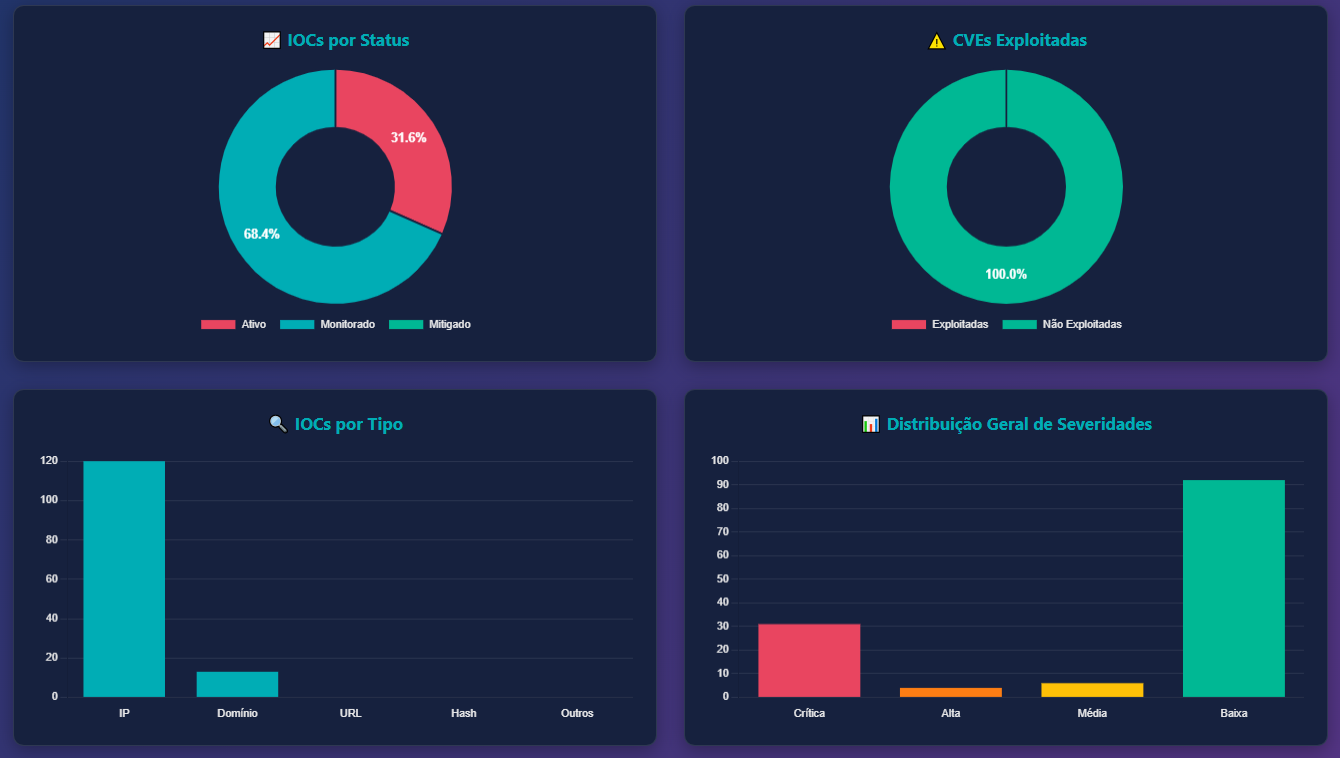 IOCs por Status
31.6%
68.4%
Ativo Monitorado Mitigado
CVEs Exploitadas
100.0%
Exploitadas Não Exploitadas
IOCs por Tipo
120
100
80
60
40
20
0
IP Domínio URL Hash Outros
Distribuição Geral de Severidades
100
90
80
70
60
50
40
30
20
10
0
Crítica Alta Média Baixa